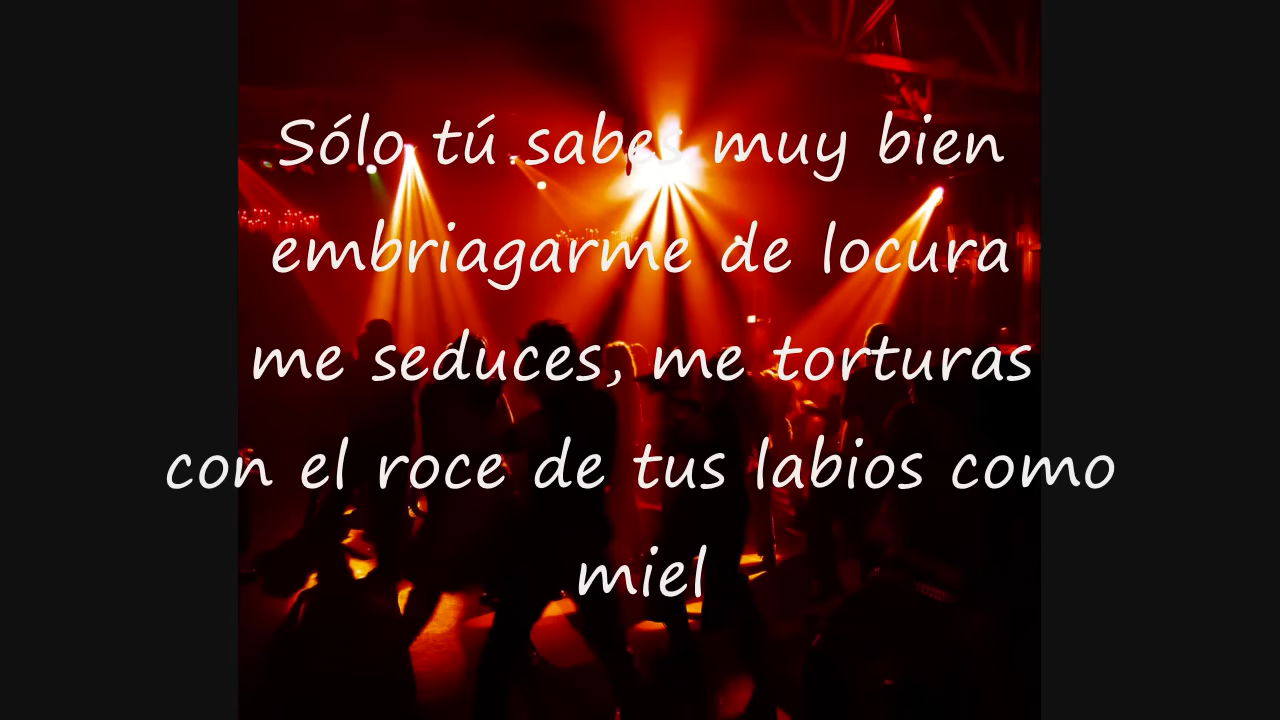 Sólo tú sabes muy bien
embriagarme de locura
me seduces, me torturas
con el roce de tus labios como
miel